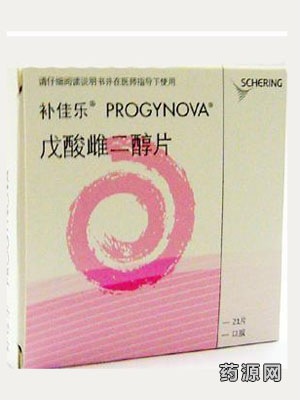 请仔细阅读说明书并在医师指导下使用
SCHERING
补佳乐® PROGYNOVA®
戊酸雌二醇片
—21片
—口服
药源网